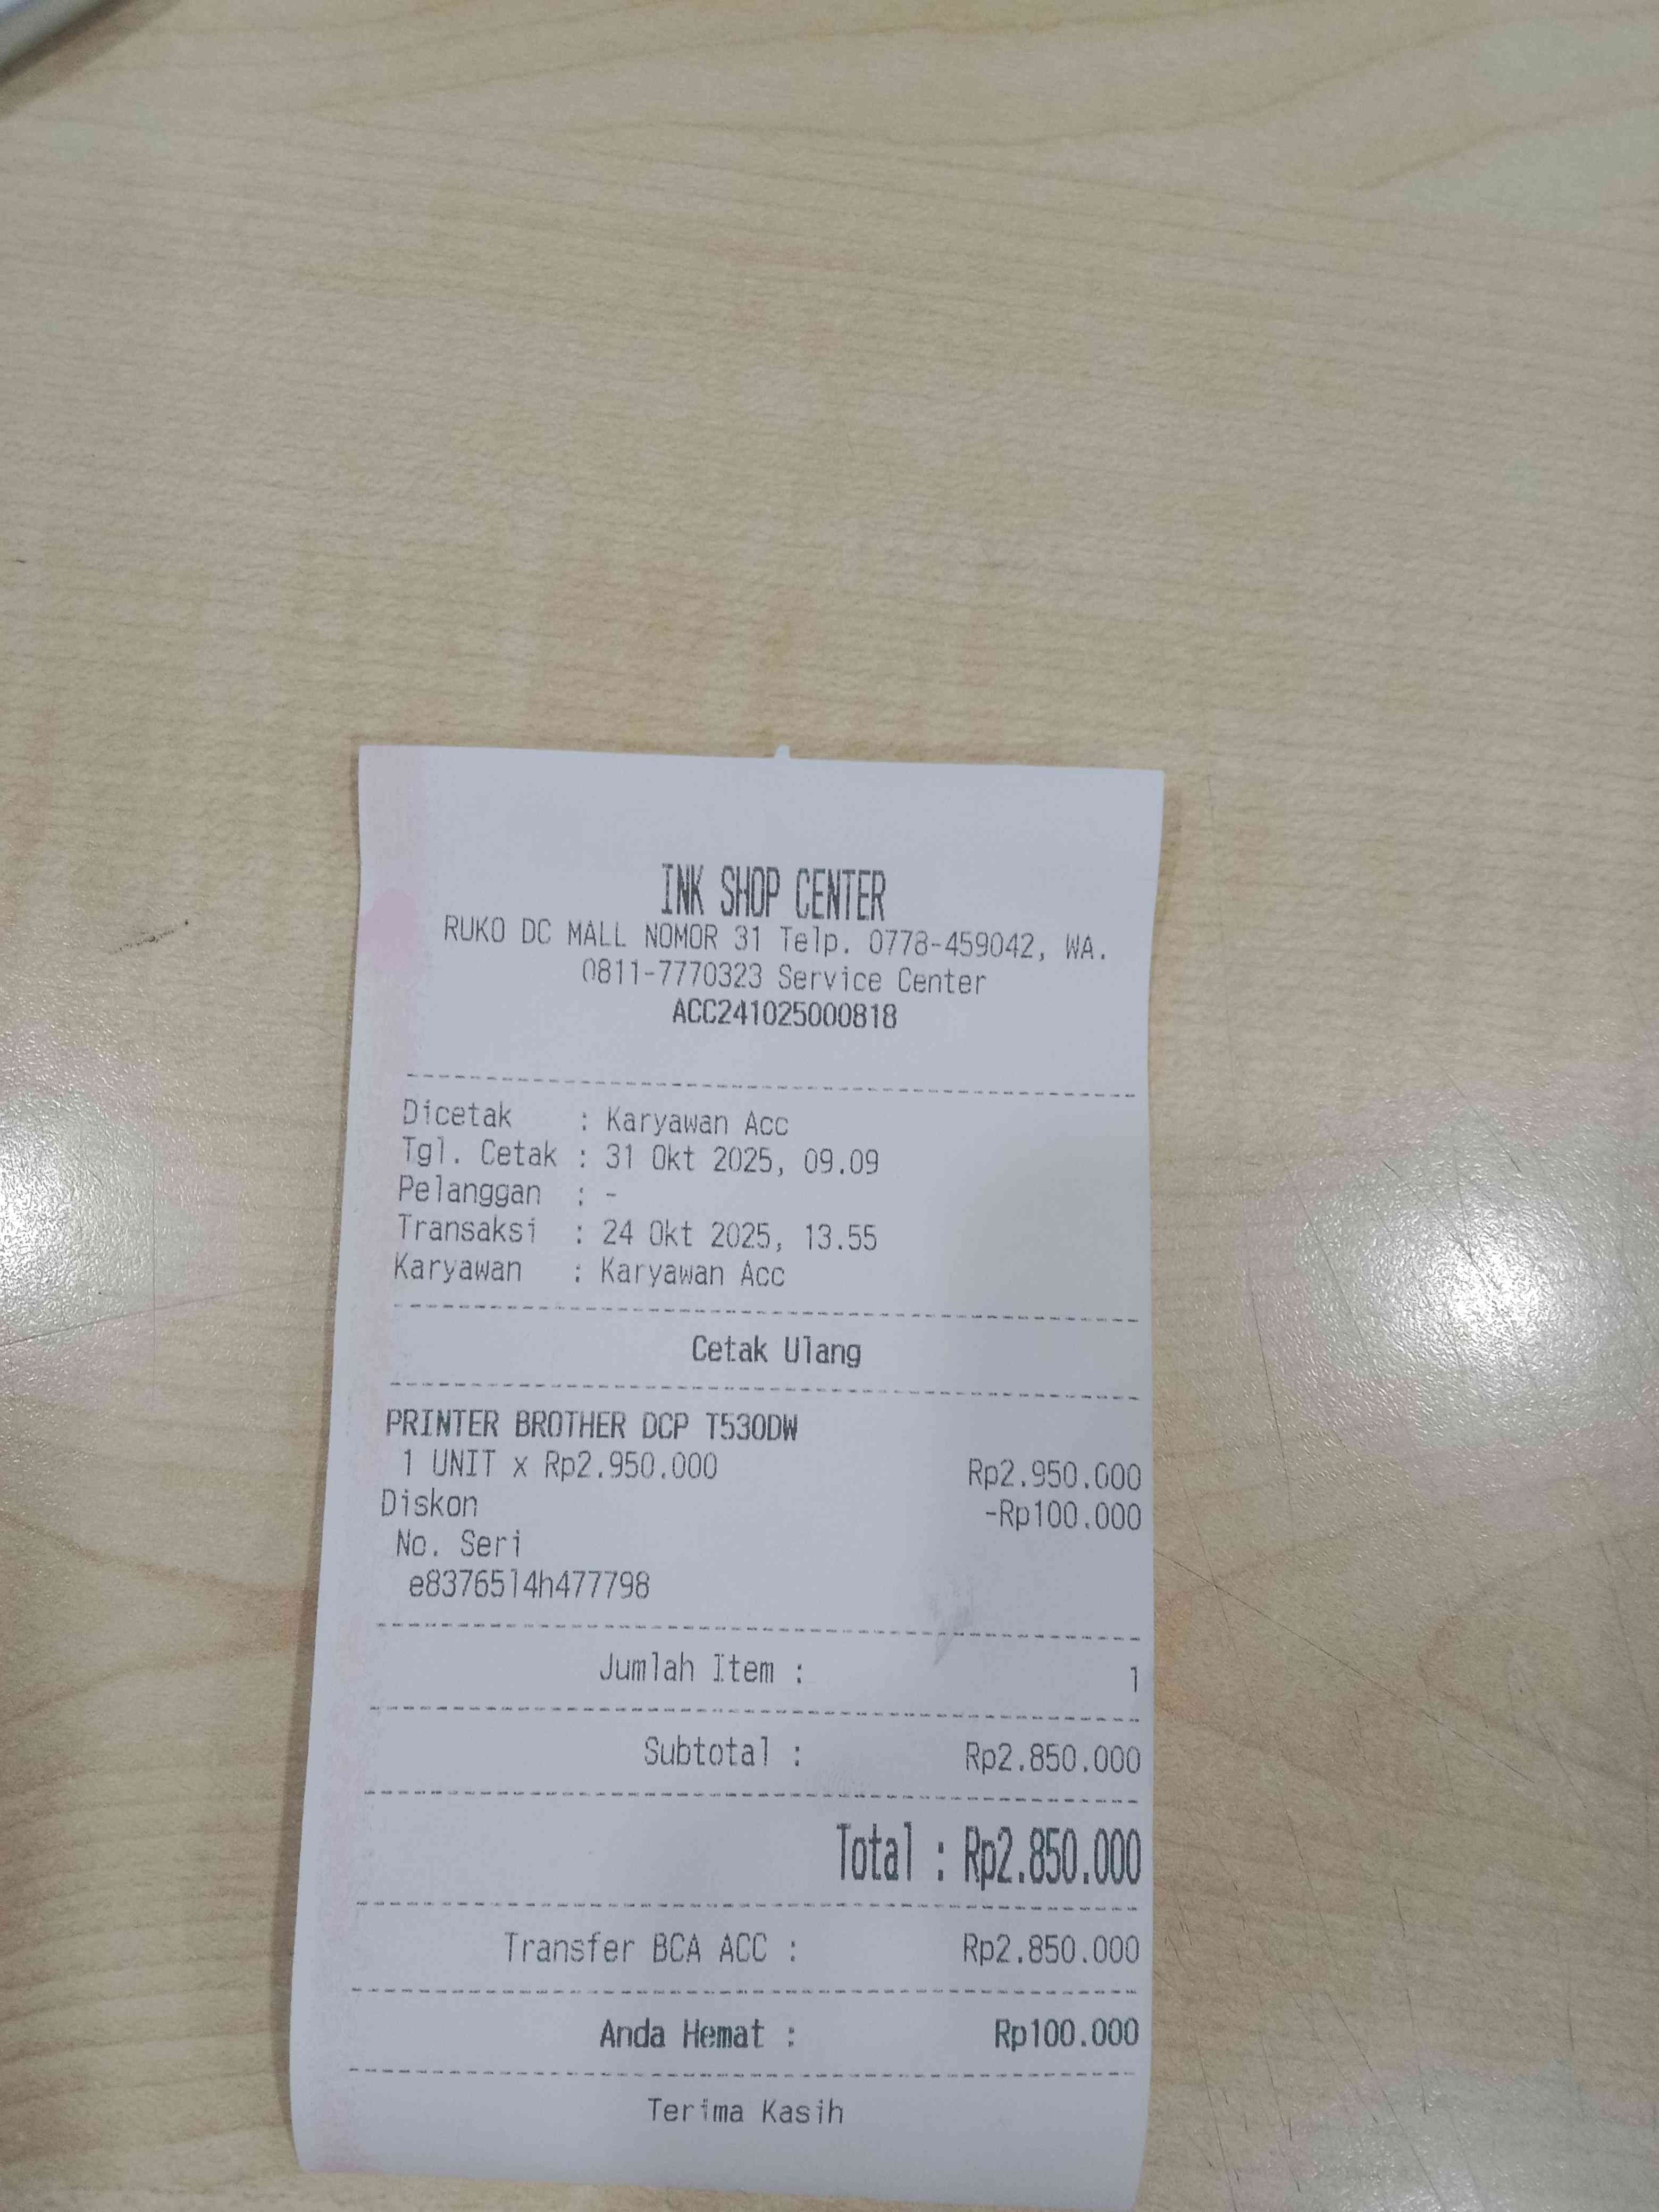 INK SHOP CENTER
RUKO DC MALL NOMOR 31 Telp. 0778-459042, WA.
0811-7770323 Service Center
ACC241025000818
Dicetak : Karyawan Acc
Tgl. Cetak : 31 Okt 2025, 09.09
Pelanggan : -
Transaksi : 24 Okt 2025, 13.55
Karyawan : Karyawan Acc
Cetak Ulang
PRINTER BROTHER DCP T530DW
1 UNIT x Rp2.950.000 Rp2.950.000
Diskon -Rp100.000
No. Seri
e83765l4h477798
Jumlah Item : 1
Subtotal : Rp2.850.000
Total : Rp2.850.000
Transfer BCA ACC : Rp2.850.000
Anda Hemat : Rp100.000
Terima Kasih